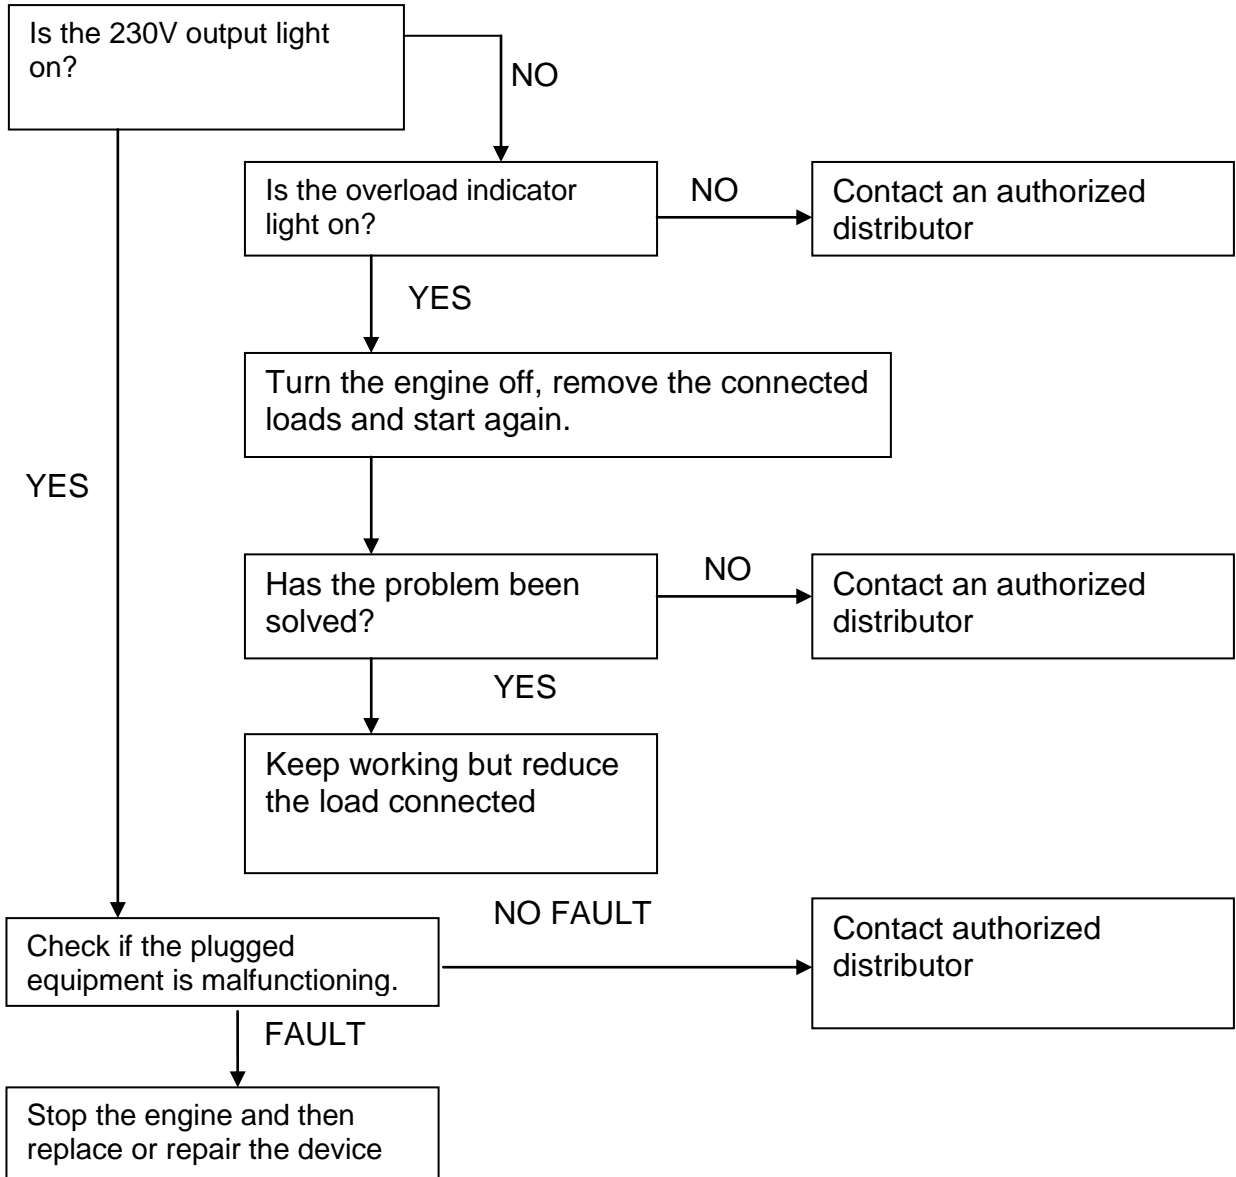 Is the 230V output light
on?
NO
Is the overload indicator
light on?
NO
Contact an authorized
distributor
YES
Turn the engine off, remove the connected
loads and start again.
YES
Has the problem been
solved?
NO
Contact an authorized
distributor
YES
Keep working but reduce
the load connected
NO FAULT
Check if the plugged
equipment is malfunctioning.
Contact authorized
distributor
FAULT
Stop the engine and then
replace or repair the device